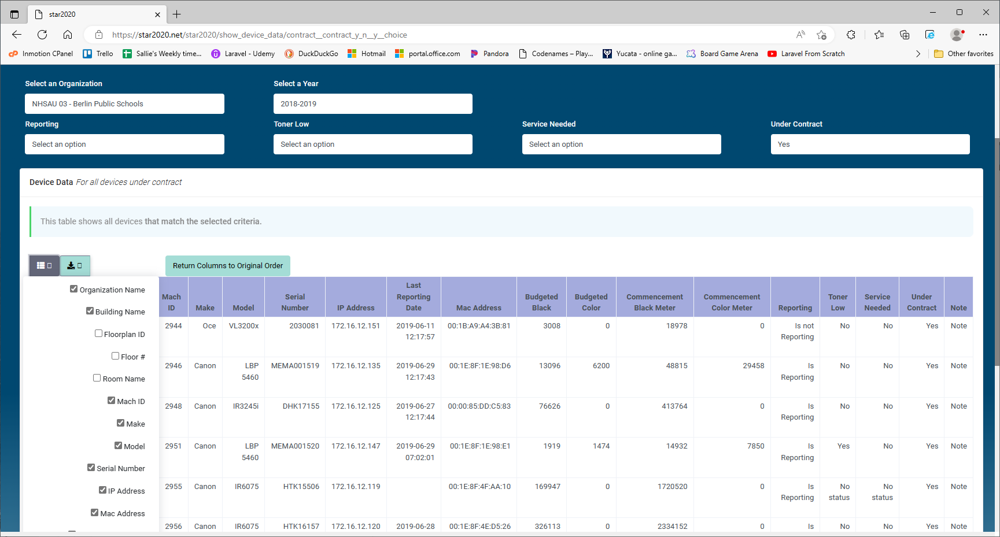 star2020
https://star2020.net/star2020/show_device_data/contract__contract_y_n__y__choice
Inmotion CPanel Trello Sallie's Weekly time... Laravel - Udemy DuckDuckGo Hotmail portal.office.com Pandora Codenames – Play... Yucata - online ga... Board Game Arena Laravel From Scratch Other favorites
Select an Organization Select a Year
NHSAU 03 - Berlin Public Schools 2018-2019
Reporting Toner Low Service Needed Under Contract
Select an option Select an option Select an option Yes
Device Data For all devices under contract
This table shows all devices that match the selected criteria.
Return Columns to Original Order
Organization Name
Building Name
Floorplan ID
Floor #
Room Name
Mach ID
Make
Model
Serial Number
IP Address
Mac Address
Mach ID Make Model Serial Number IP Address Last Reporting Date Mac Address Budgeted Black Budgeted Color Commencement Black Meter Commencement Color Meter Reporting Toner Low Service Needed Under Contract Note
2944 Oce VL3200x 2030081 172.16.12.151 2019-06-11 00:1B:A9:A4:3B:81 3008 0 18978 0 Is not No No Yes Note
12:17:57 Reporting
2946 Canon LBP MEMA001519 172.16.12.135 2019-06-29 00:1E:8F:1E:98:D6 13096 6200 48815 29458 Is No No Yes Note
5460 12:17:43 Reporting
2948 Canon IR3245i DHK17155 172.16.12.125 2019-06-27 00:00:85:DD:C5:83 76626 0 413764 0 Is No No Yes Note
12:17:44 Reporting
2951 Canon LBP MEMA001520 172.16.12.147 2019-06-29 00:1E:8F:1E:98:E1 1919 1474 14932 7850 Is Yes No Yes Note
5460 07:02:01 Reporting
2955 Canon IR6075 HTK15506 172.16.12.119 00:1E:8F:4F:AA:10 169947 0 1720520 0 Is No No Yes Note
Reporting status status
2956 Canon IR6075 HTK16157 172.16.12.120 2019-06-28 00:1E:8F:4E:D5:26 326113 0 2334152 0 Is No No Yes Note